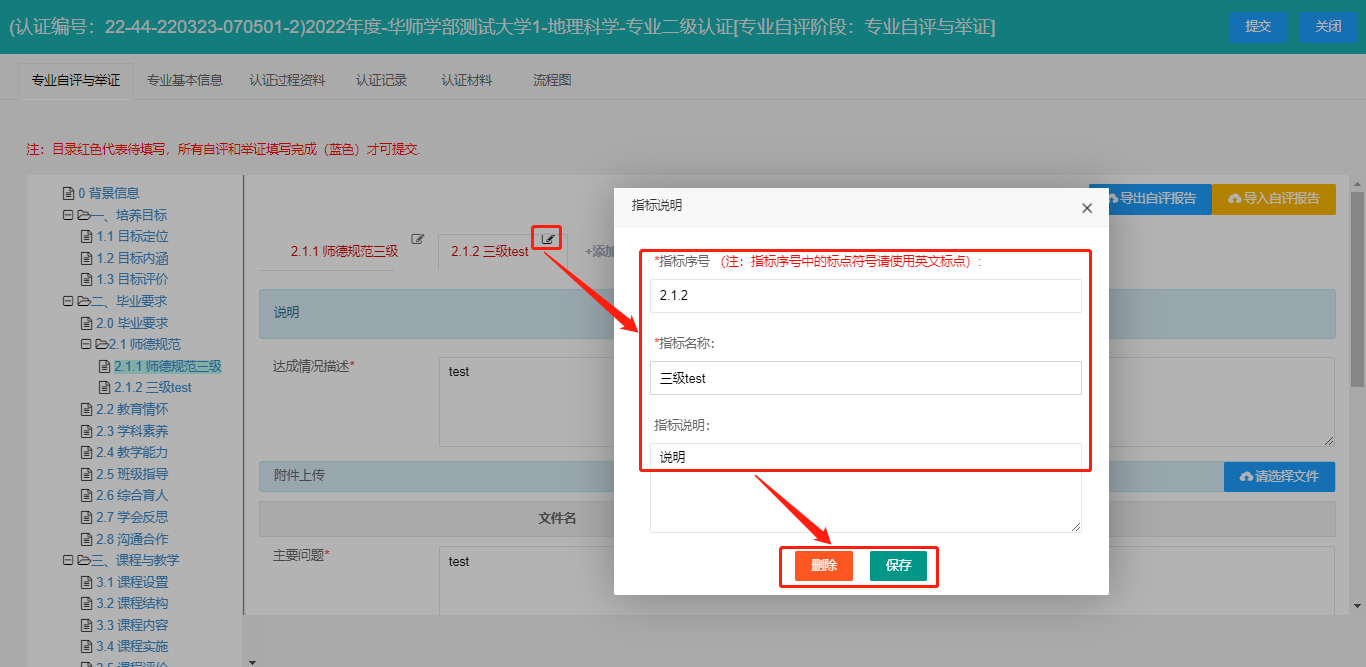 (认证编号：22-44-220323-070501-2)2022年度-华师学部测试大学1-地理科学-专业二级认证[专业自评阶段：专业自评与举证]
提交
关闭
专业自评与举证
专业基本信息
认证过程资料
认证记录
认证材料
流程图
注：目录红色代表待填写，所有自评和举证填写完成（蓝色）才可提交.
0 背景信息
一、培养目标
1.1 目标定位
1.2 目标内涵
1.3 目标评价
二、毕业要求
2.0 毕业要求
2.1 师德规范
2.1.1 师德规范三级
2.1.2 三级test
2.2 教育情怀
2.3 学科素养
2.4 教学能力
2.5 班级指导
2.6 综合育人
2.7 学会反思
2.8 沟通合作
三、课程与教学
3.1 课程设置
3.2 课程结构
3.3 课程内容
3.4 课程实施
3.5 课程评价
导出自评报告
导入自评报告
2.1.1 师德规范三级
2.1.2 三级test
+添加
说明
达成情况描述*
test
附件上传
请选择文件
文件名
主要问题*
test
指标说明
*指标序号 （注：指标序号中的标点符号请使用英文标点）:
2.1.2
*指标名称:
三级test
指标说明:
说明
删除
保存